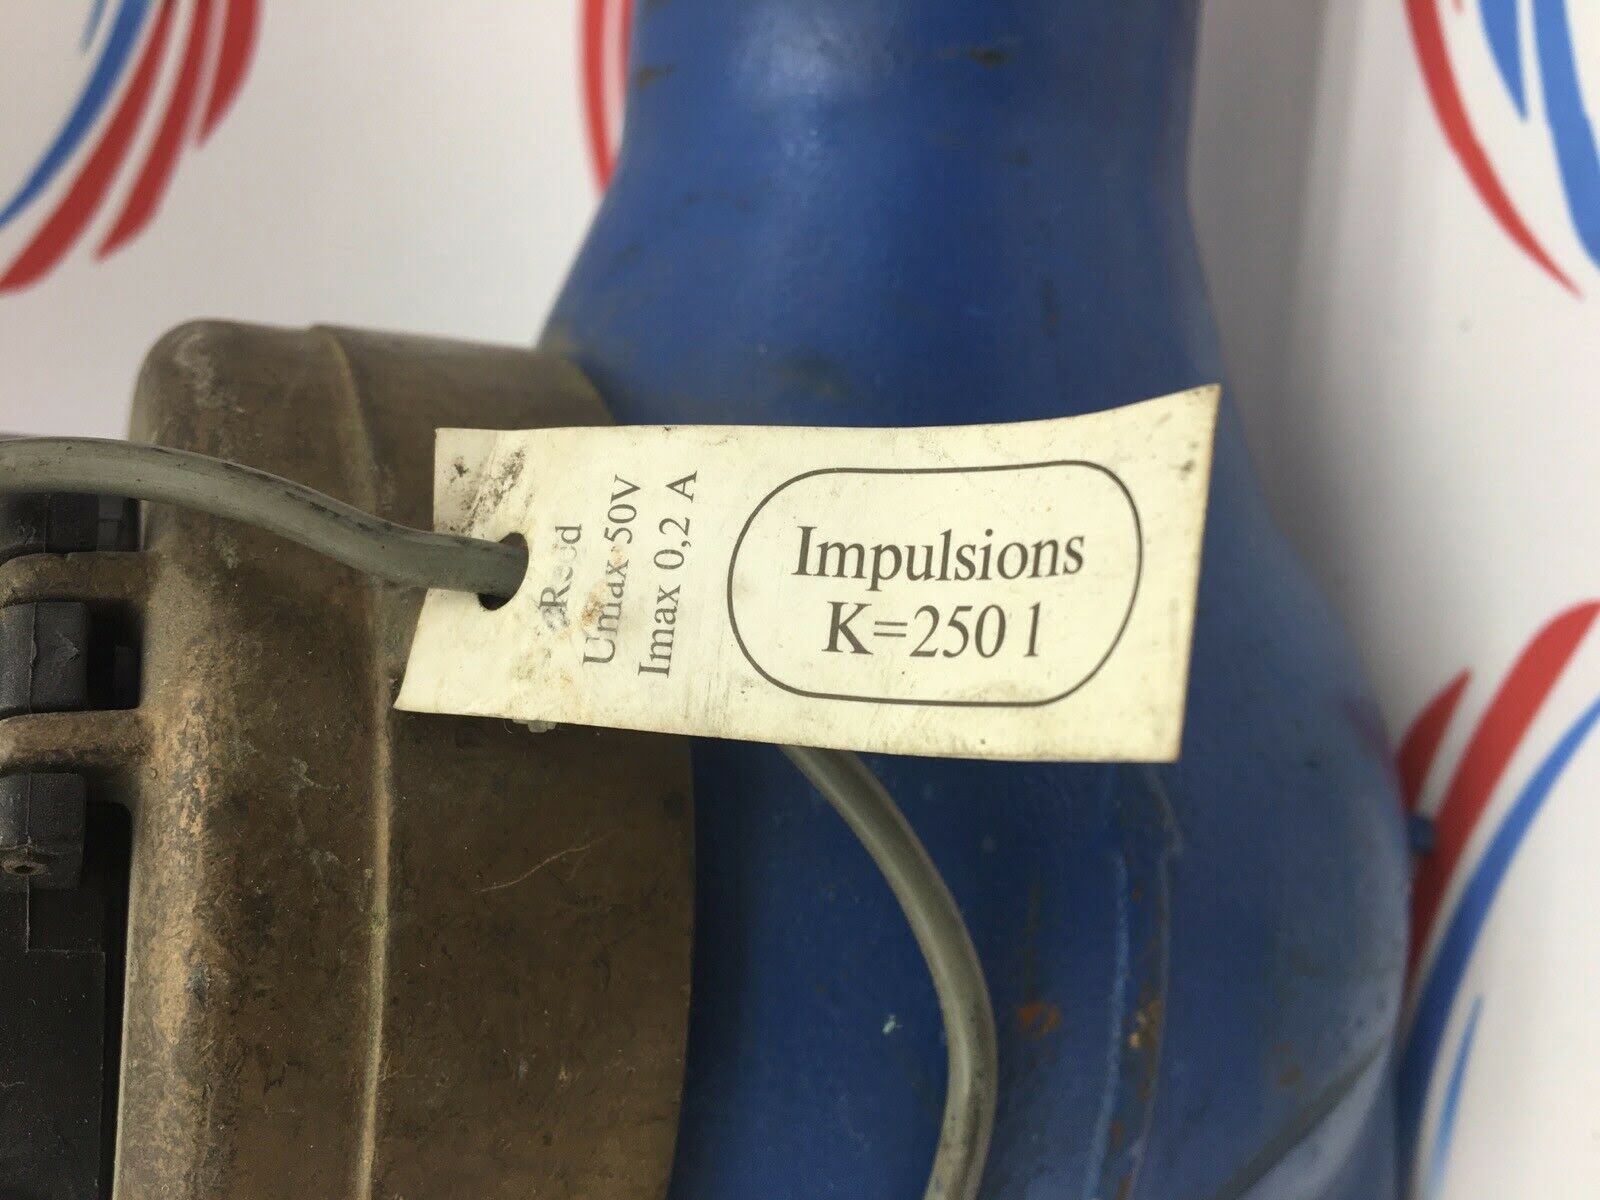 Reed
Umax 50V
Imax 0,2 A
Impulsions
K=250 l